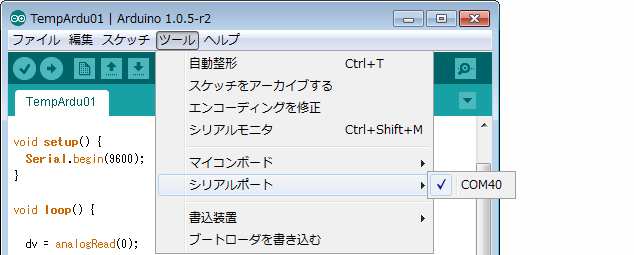 TempArdu01 | Arduino 1.0.5-r2
ファイル 編集 スケッチ ツール ヘルプ
自動整形 Ctrl+T
スケッチをアーカイブする
エンコーディングを修正
シリアルモニタ Ctrl+Shift+M
マイコンボード
シリアルポート
COM40
書込装置
ブートローダを書き込む
TempArdu01
void setup() {
Serial.begin(9600);
}
void loop() {
dv = analogRead(0);